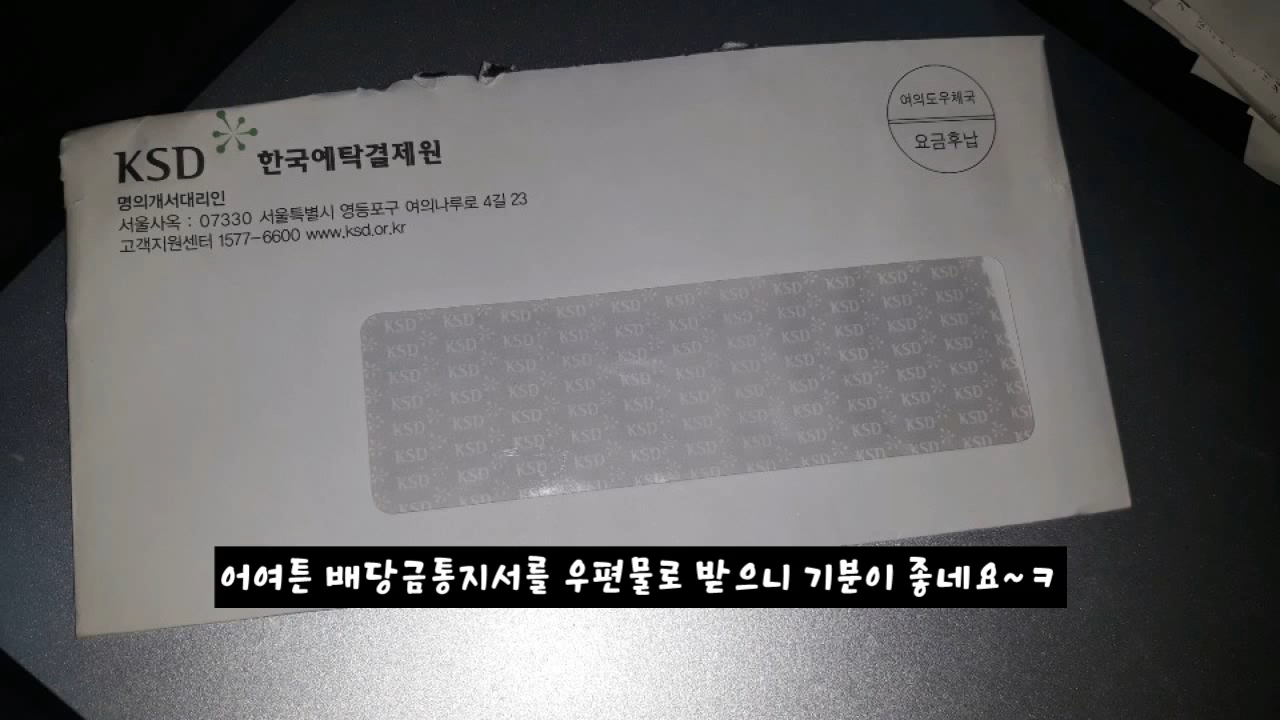 KSD 한국예탁결제원
명의개서대리인
서울사옥 : 07330 서울특별시 영등포구 여의나루로 4길 23
고객지원센터 1577-6600 www.ksd.or.kr
여의도우체국
요금후납
어여튼 배당금통지서를 우편물로 받으니 기분이 좋네요~ㅋ